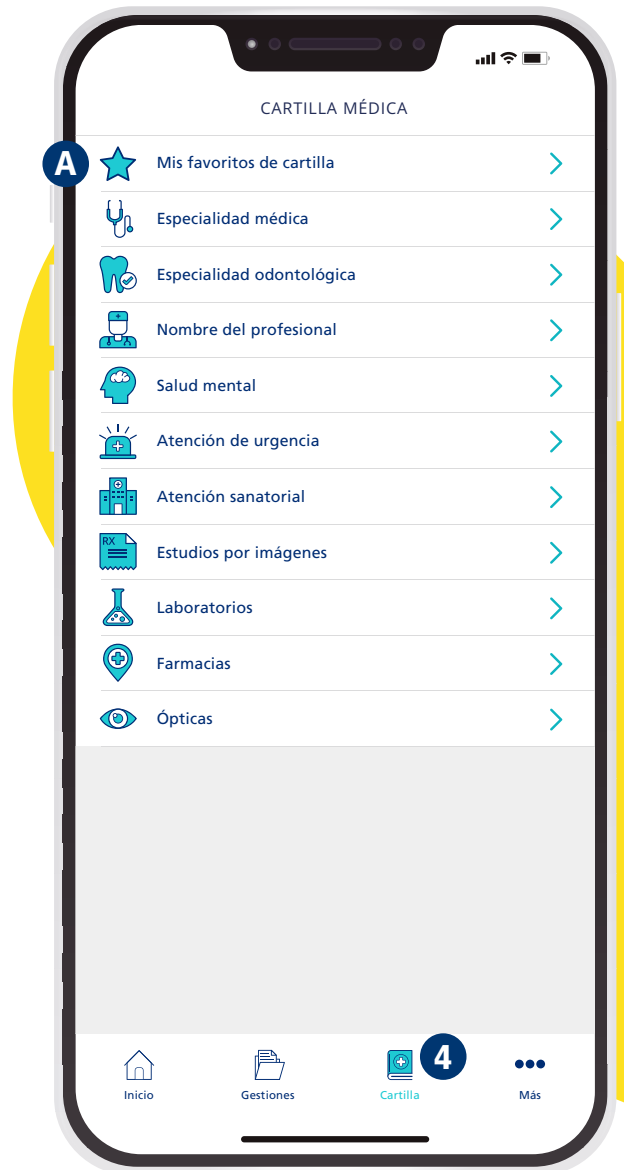 CARTILLA MÉDICA
A
Mis favoritos de cartilla
Especialidad médica
Especialidad odontológica
Nombre del profesional
Salud mental
Atención de urgencia
Atención sanatorial
RX
Estudios por imágenes
Laboratorios
Farmacias
Ópticas
4
Inicio
Gestiones
Cartilla
Más